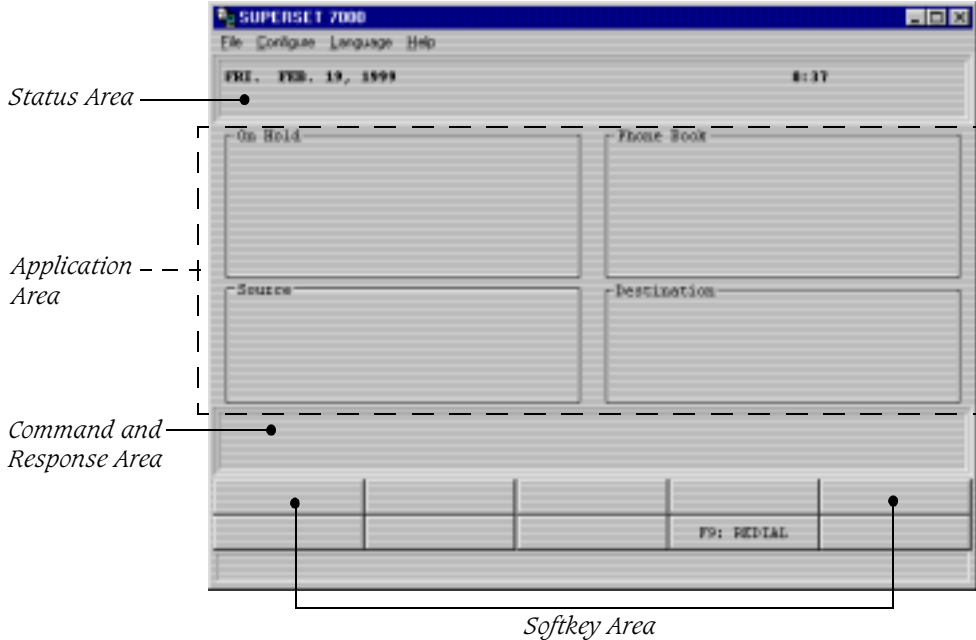 SUPERSET 7000
File Configure Language Help
FRI. FEB. 19, 1999 8:37
Status Area
On Hold Phone Book
Application
Area
Source Destination
Command and
Response Area
F9: REDIAL
Softkey Area